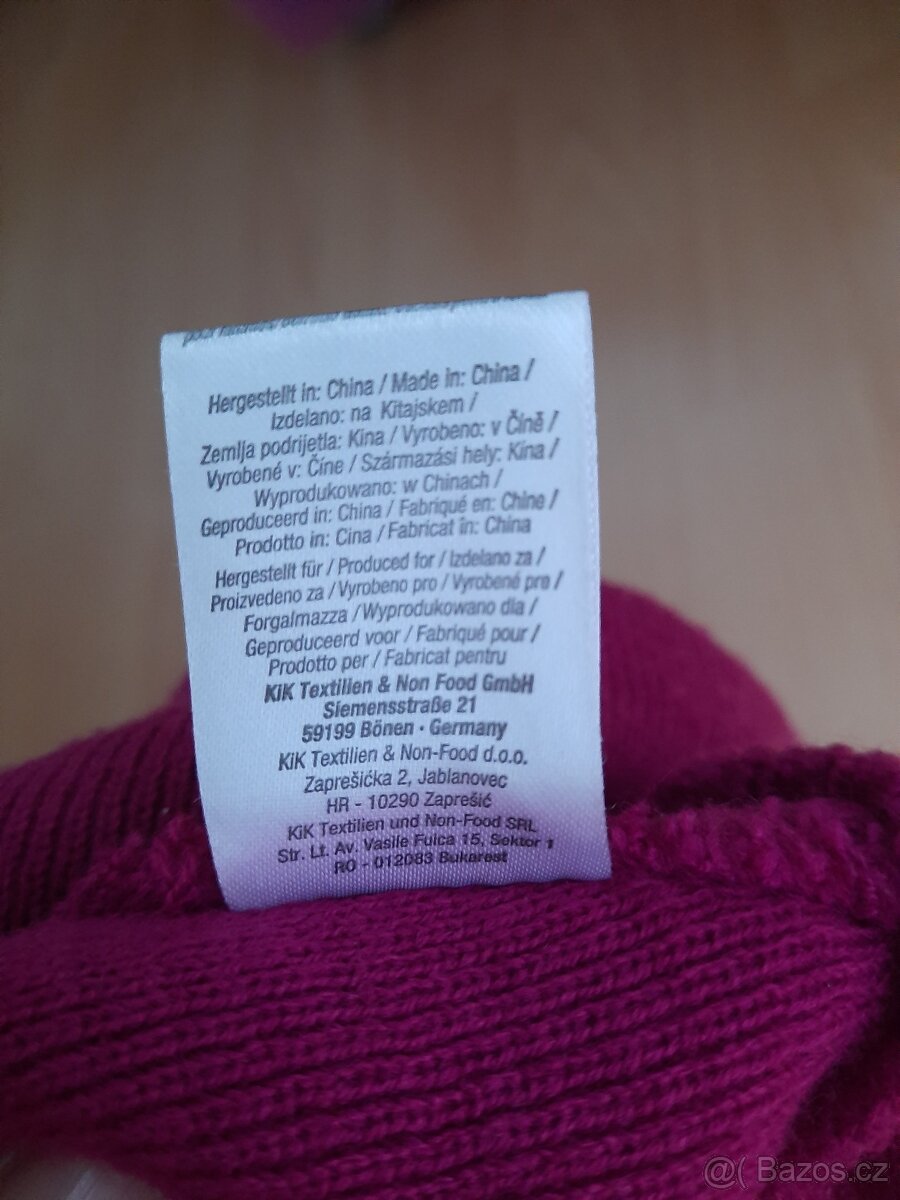 Hergestellt in: China / Made in: China /
Izdelano: na Kitajskem /
Zemlja podrijetla: Kina / Vyrobeno: v Číně /
Vyrobené v: Číne / Származási hely: Kína /
Wyprodukowano: w Chinach /
Geproduceerd in: China / Fabriqué en: Chine /
Prodotto in: Cina / Fabricat în: China
Hergestellt für / Produced for / Izdelano za /
Proizvedeno za / Vyrobeno pro / Vyrobené pro /
Forgalmazza / Wyprodukowano dla /
Geproduceerd voor / Fabriqué pour /
Prodotto per / Fabricat pentru
KiK Textilien & Non Food GmbH
Siemensstraße 21
59199 Bönen · Germany
KiK Textilien & Non-Food d.o.o.
Zaprešićka 2, Jablanovec
HR - 10290 Zaprešić
KiK Textilien und Non-Food SRL
Str. Lt. Av. Vasile Fuica 15, Sektor 1
RO - 012083 Bukarest
@( Bazos.cz